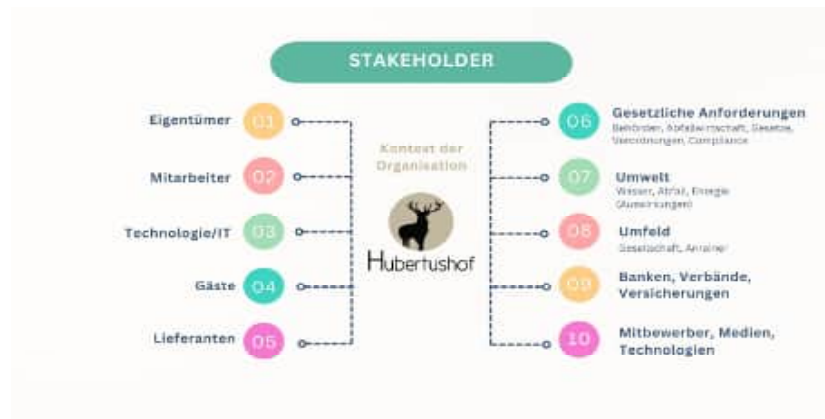 STAKEHOLDER
Eigentümer 01
Mitarbeiter 02
Technologie/IT 03
Gäste 04
Lieferanten 05
Kontext der
Organisation
Hubertushof
06 Gesetzliche Anforderungen
Behörden, Abfallwirtschaft, Gesetze,
Verordnungen, Compliance
07 Umwelt
Wasser, Abfall, Energie
(Auswirkungen)
08 Umfeld
Gesellschaft, Anrainer
09 Banken, Verbände,
Versicherungen
10 Mitbewerber, Medien,
Technologien